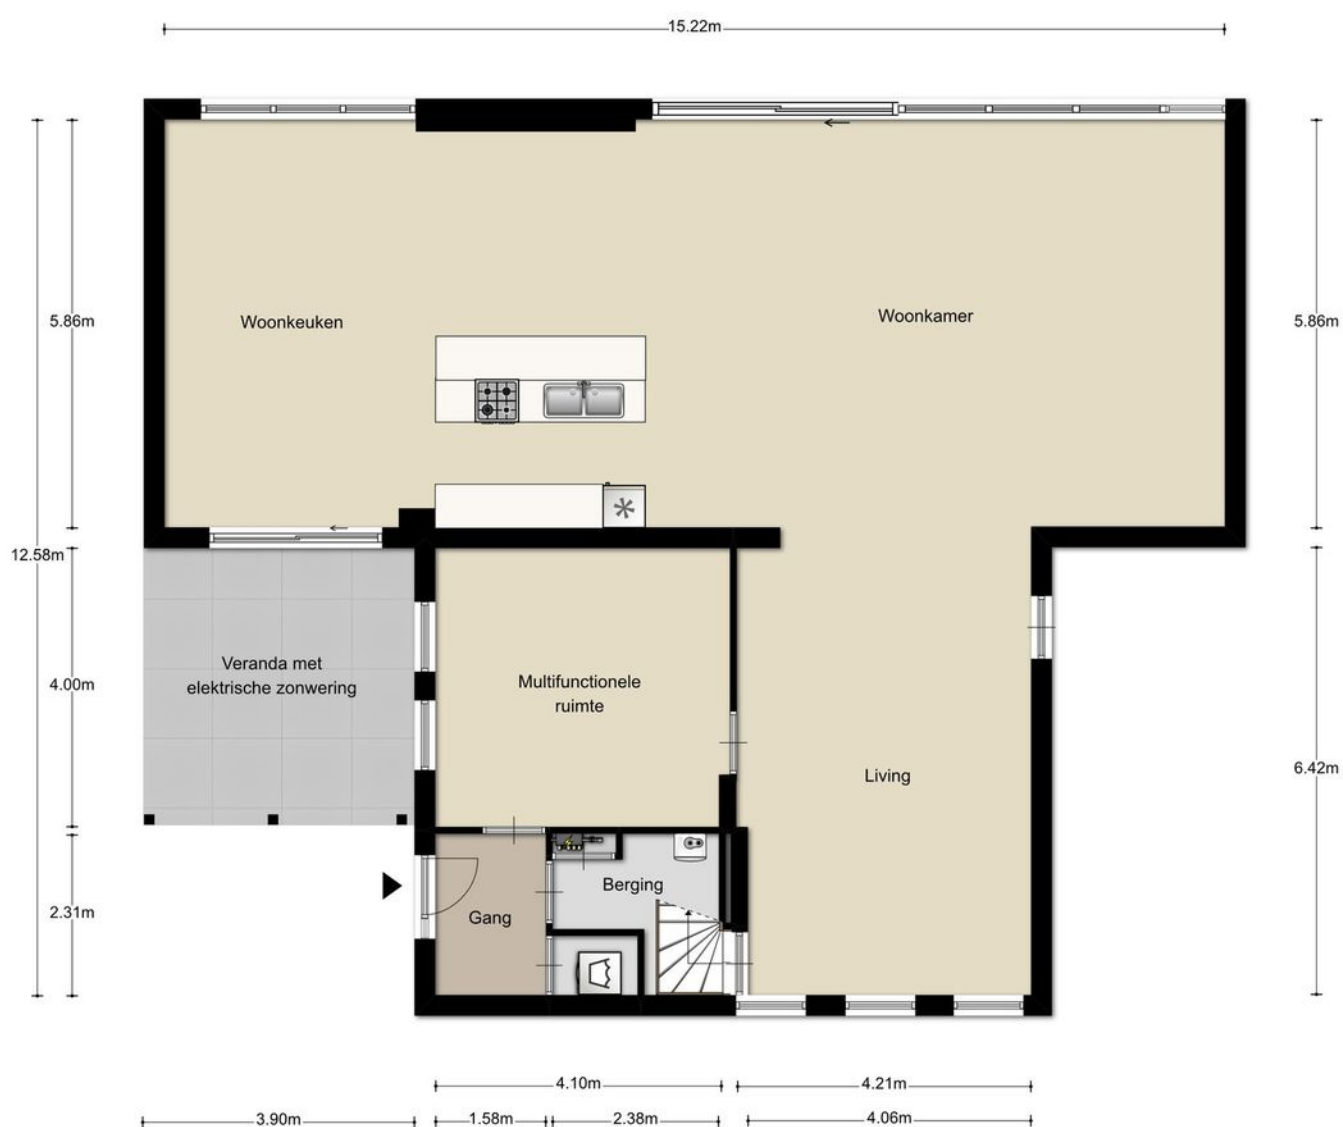 15.22m
5.86m
5.86m
Woonkeuken
Woonkamer
12.58m
4.00m
Veranda met
elektrische zonwering
Multifunctionele
ruimte
Living
6.42m
2.31m
Berging
Gang
4.10m
4.21m
3.90m
1.58m
2.38m
4.06m